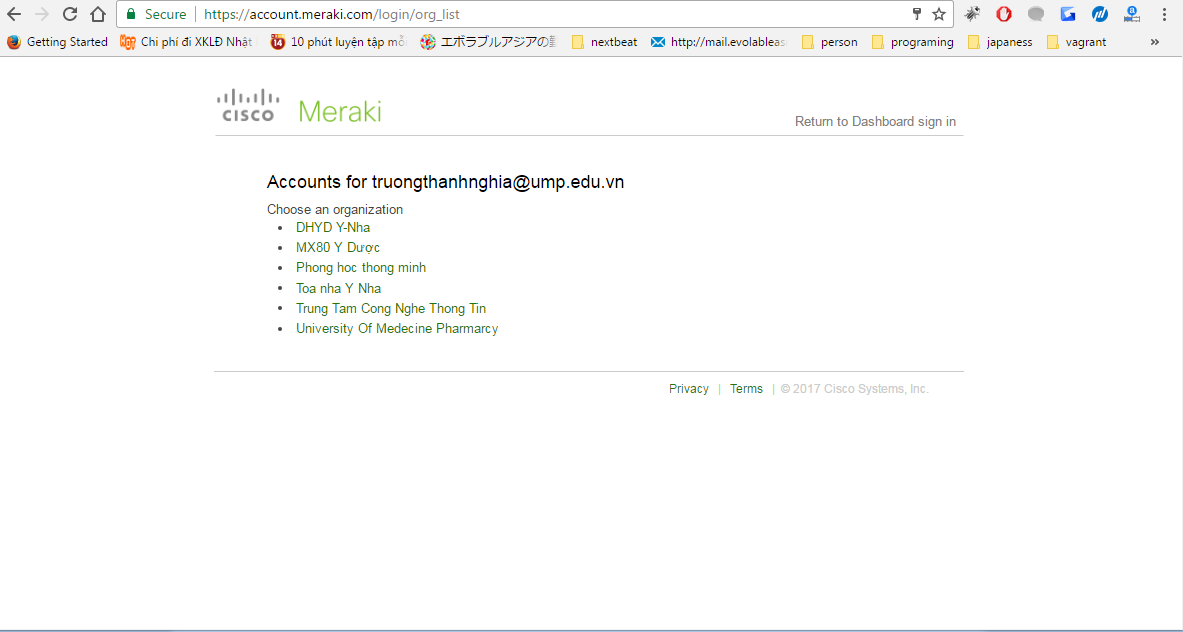 Secure https://account.meraki.com/login/org_list
Getting Started Chi phí đi XKLĐ Nhật 14 10 phút luyện tập mỗ エボラブルアジアの nextbeat http://mail.evolableas person programing japaness vagrant »
cisco Meraki
Return to Dashboard sign in
Accounts for truongthanhnghia@ump.edu.vn
Choose an organization
• DHYD Y-Nha
• MX80 Y Dược
• Phong hoc thong minh
• Toa nha Y Nha
• Trung Tam Cong Nghe Thong Tin
• University Of Medecine Pharmarcy
Privacy | Terms | © 2017 Cisco Systems, Inc.